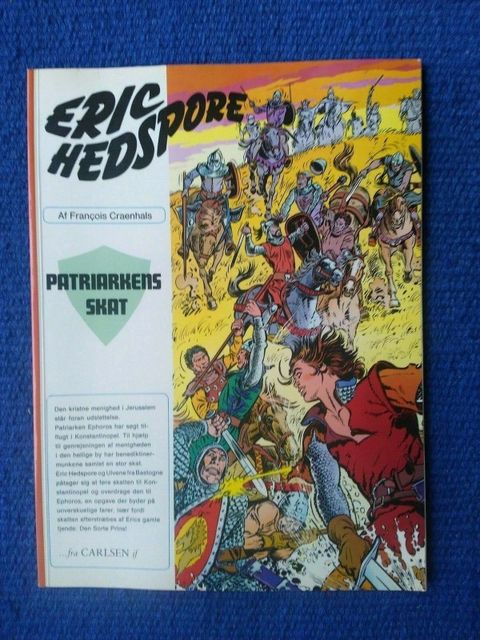 ERIC
HEDSPORE
Af François Craenhals
PATRIARKENS
SKAT
Den kristne menighed i Jerusalem
står foran udslettelse.
Patriarken Ephoros har søgt til-
flugt i Konstantinopel. Til hjælp
til genrejsningen af menigheden
i den hellige by har benediktiner-
munkene samlet en stor skat.
Eric Hedspore og Ulvene fra Bastogne
påtager sig at føre skatten til Kon-
stantinopel og overdrage den til
Ephoros, en opgave der byder på
uhyre farer, især fordi
skatten efterstræbes af Erics gamle
fjende: Den Sorte Prins!
...fra CARLSEN if